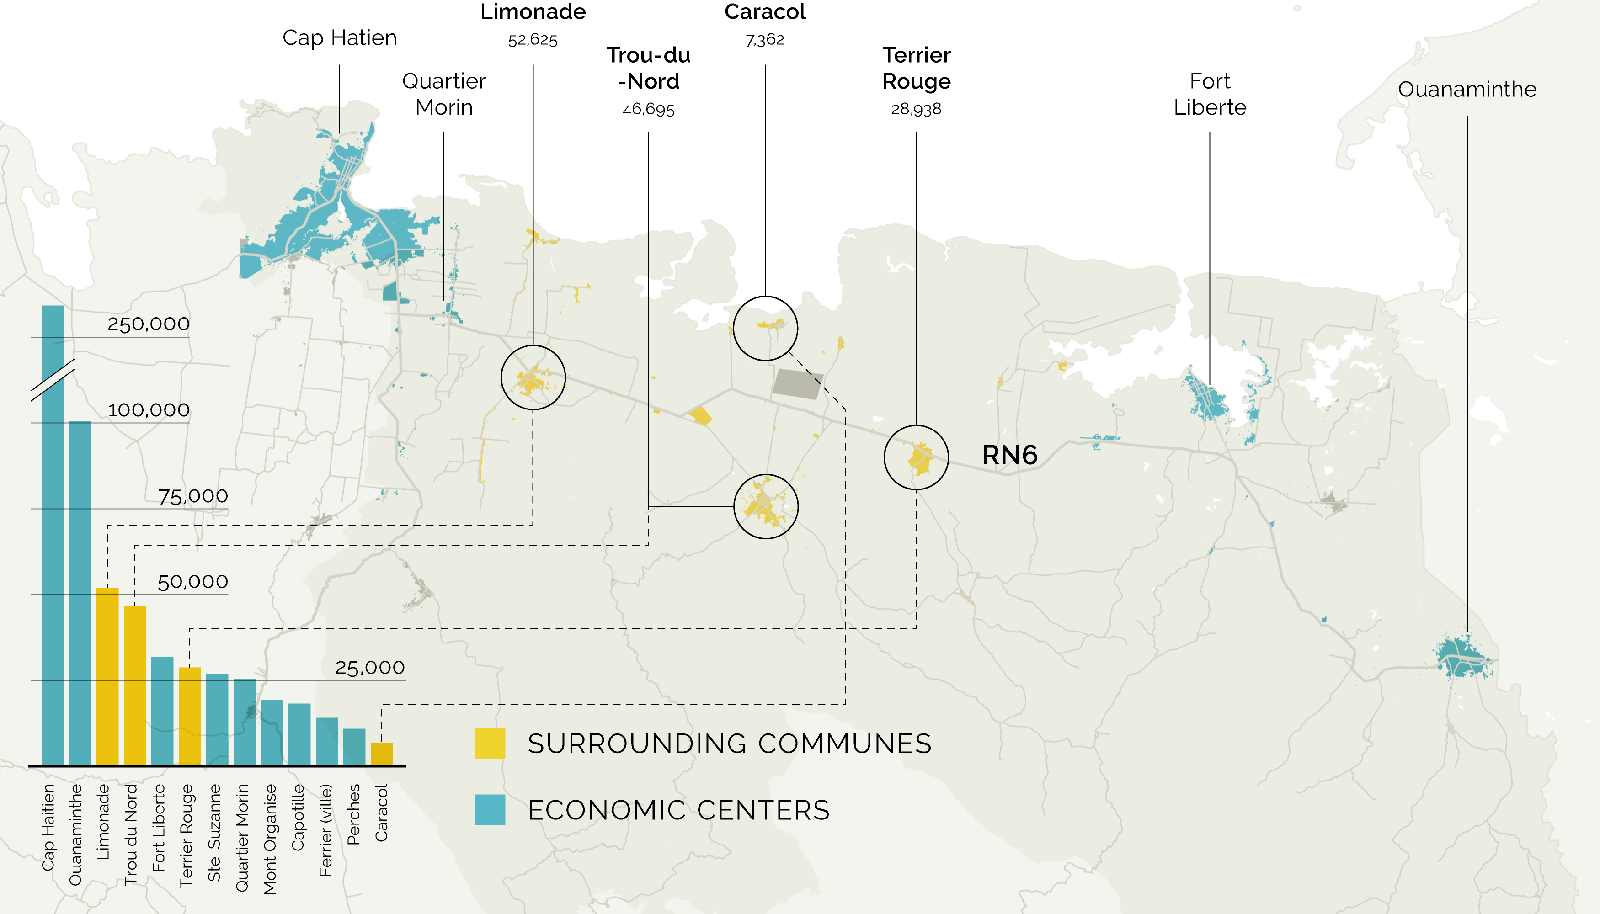 Limonade
52,625
Caracol
7,362
Cap Hatien
Trou-du
-Nord
46,695
Terrier
Rouge
28,938
Quartier
Morin
Fort
Liberte
Ouanaminthe
250,000
100,000
75,000
50,000
25,000
RN6
SURROUNDING COMMUNES
ECONOMIC CENTERS
Cap Haitien
Ouanaminthe
Limonade
Trou du Nord
Fort Liberte
Terrier Rouge
Ste Suzanne
Quartier Morin
Mont Organise
Capotille
Ferrier (ville)
Perches
Caracol